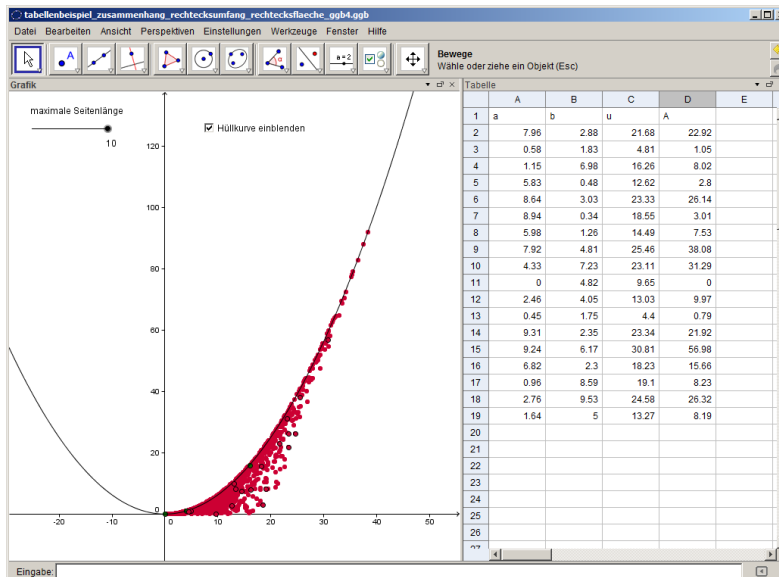 tabellenbeispiel_zusammenhang_rechtecksumfang_rechtecksflaeche_ggb4.ggb
Datei Bearbeiten Ansicht Perspektiven Einstellungen Werkzeuge Fenster Hilfe
A a=2
Bewege
Wähle oder ziehe ein Objekt (Esc)
Grafik
maximale Seitenlänge
10
Hüllkurve einblenden
120
100
80
60
40
20
0
-20 -10 0 10 20 30 40 50
Tabelle
A B C D E
1 a b u A
2 7.96 2.88 21.68 22.92
3 0.58 1.83 4.81 1.05
4 1.15 6.98 16.26 8.02
5 5.83 0.48 12.62 2.8
6 8.64 3.03 23.33 26.14
7 8.94 0.34 18.55 3.01
8 5.98 1.26 14.49 7.53
9 7.92 4.81 25.46 38.08
10 4.33 7.23 23.11 31.29
11 0 4.82 9.65 0
12 2.46 4.05 13.03 9.97
13 0.45 1.75 4.4 0.79
14 9.31 2.35 23.34 21.92
15 9.24 6.17 30.81 56.98
16 6.82 2.3 18.23 15.66
17 0.96 8.59 19.1 8.23
18 2.76 9.53 24.58 26.32
19 1.64 5 13.27 8.19
20
21
22
23
24
25
26
27
Eingabe: